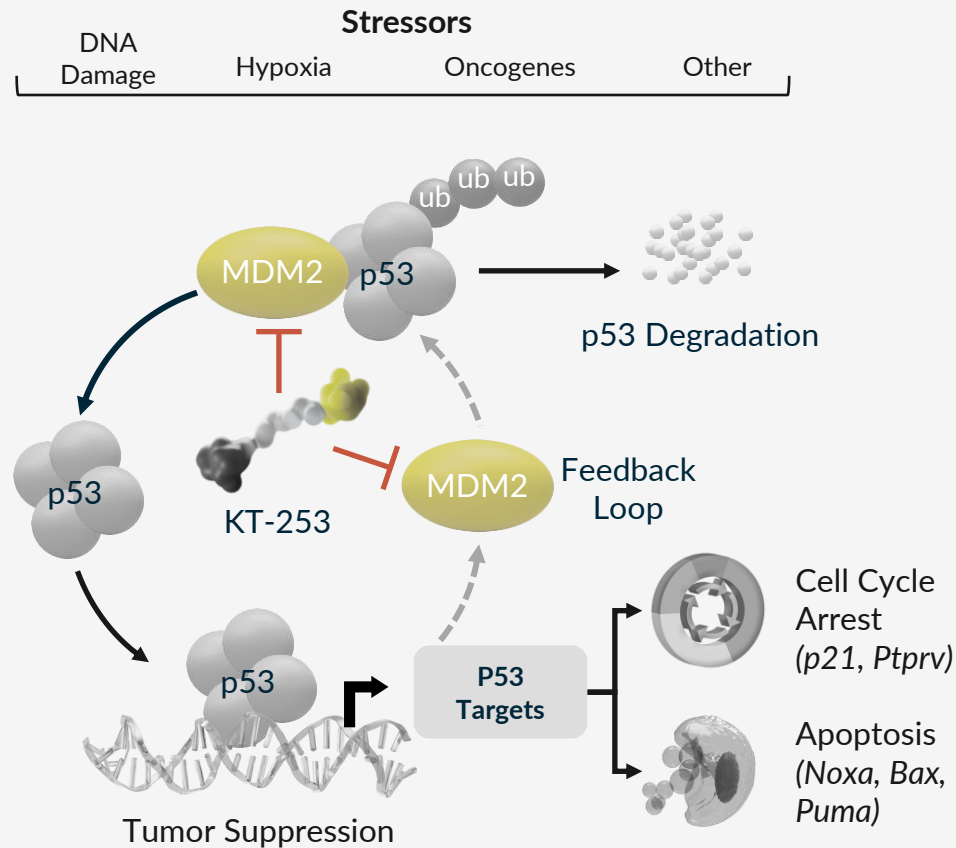 Stressors
DNA
Damage
Hypoxia
Oncogenes
Other
ub
ub
ub
MDM2
p53
p53 Degradation
p53
KT-253
MDM2
Feedback
Loop
p53
P53
Targets
Cell Cycle
Arrest
(p21, Ptprv)
Apoptosis
(Noxa, Bax,
Puma)
Tumor Suppression